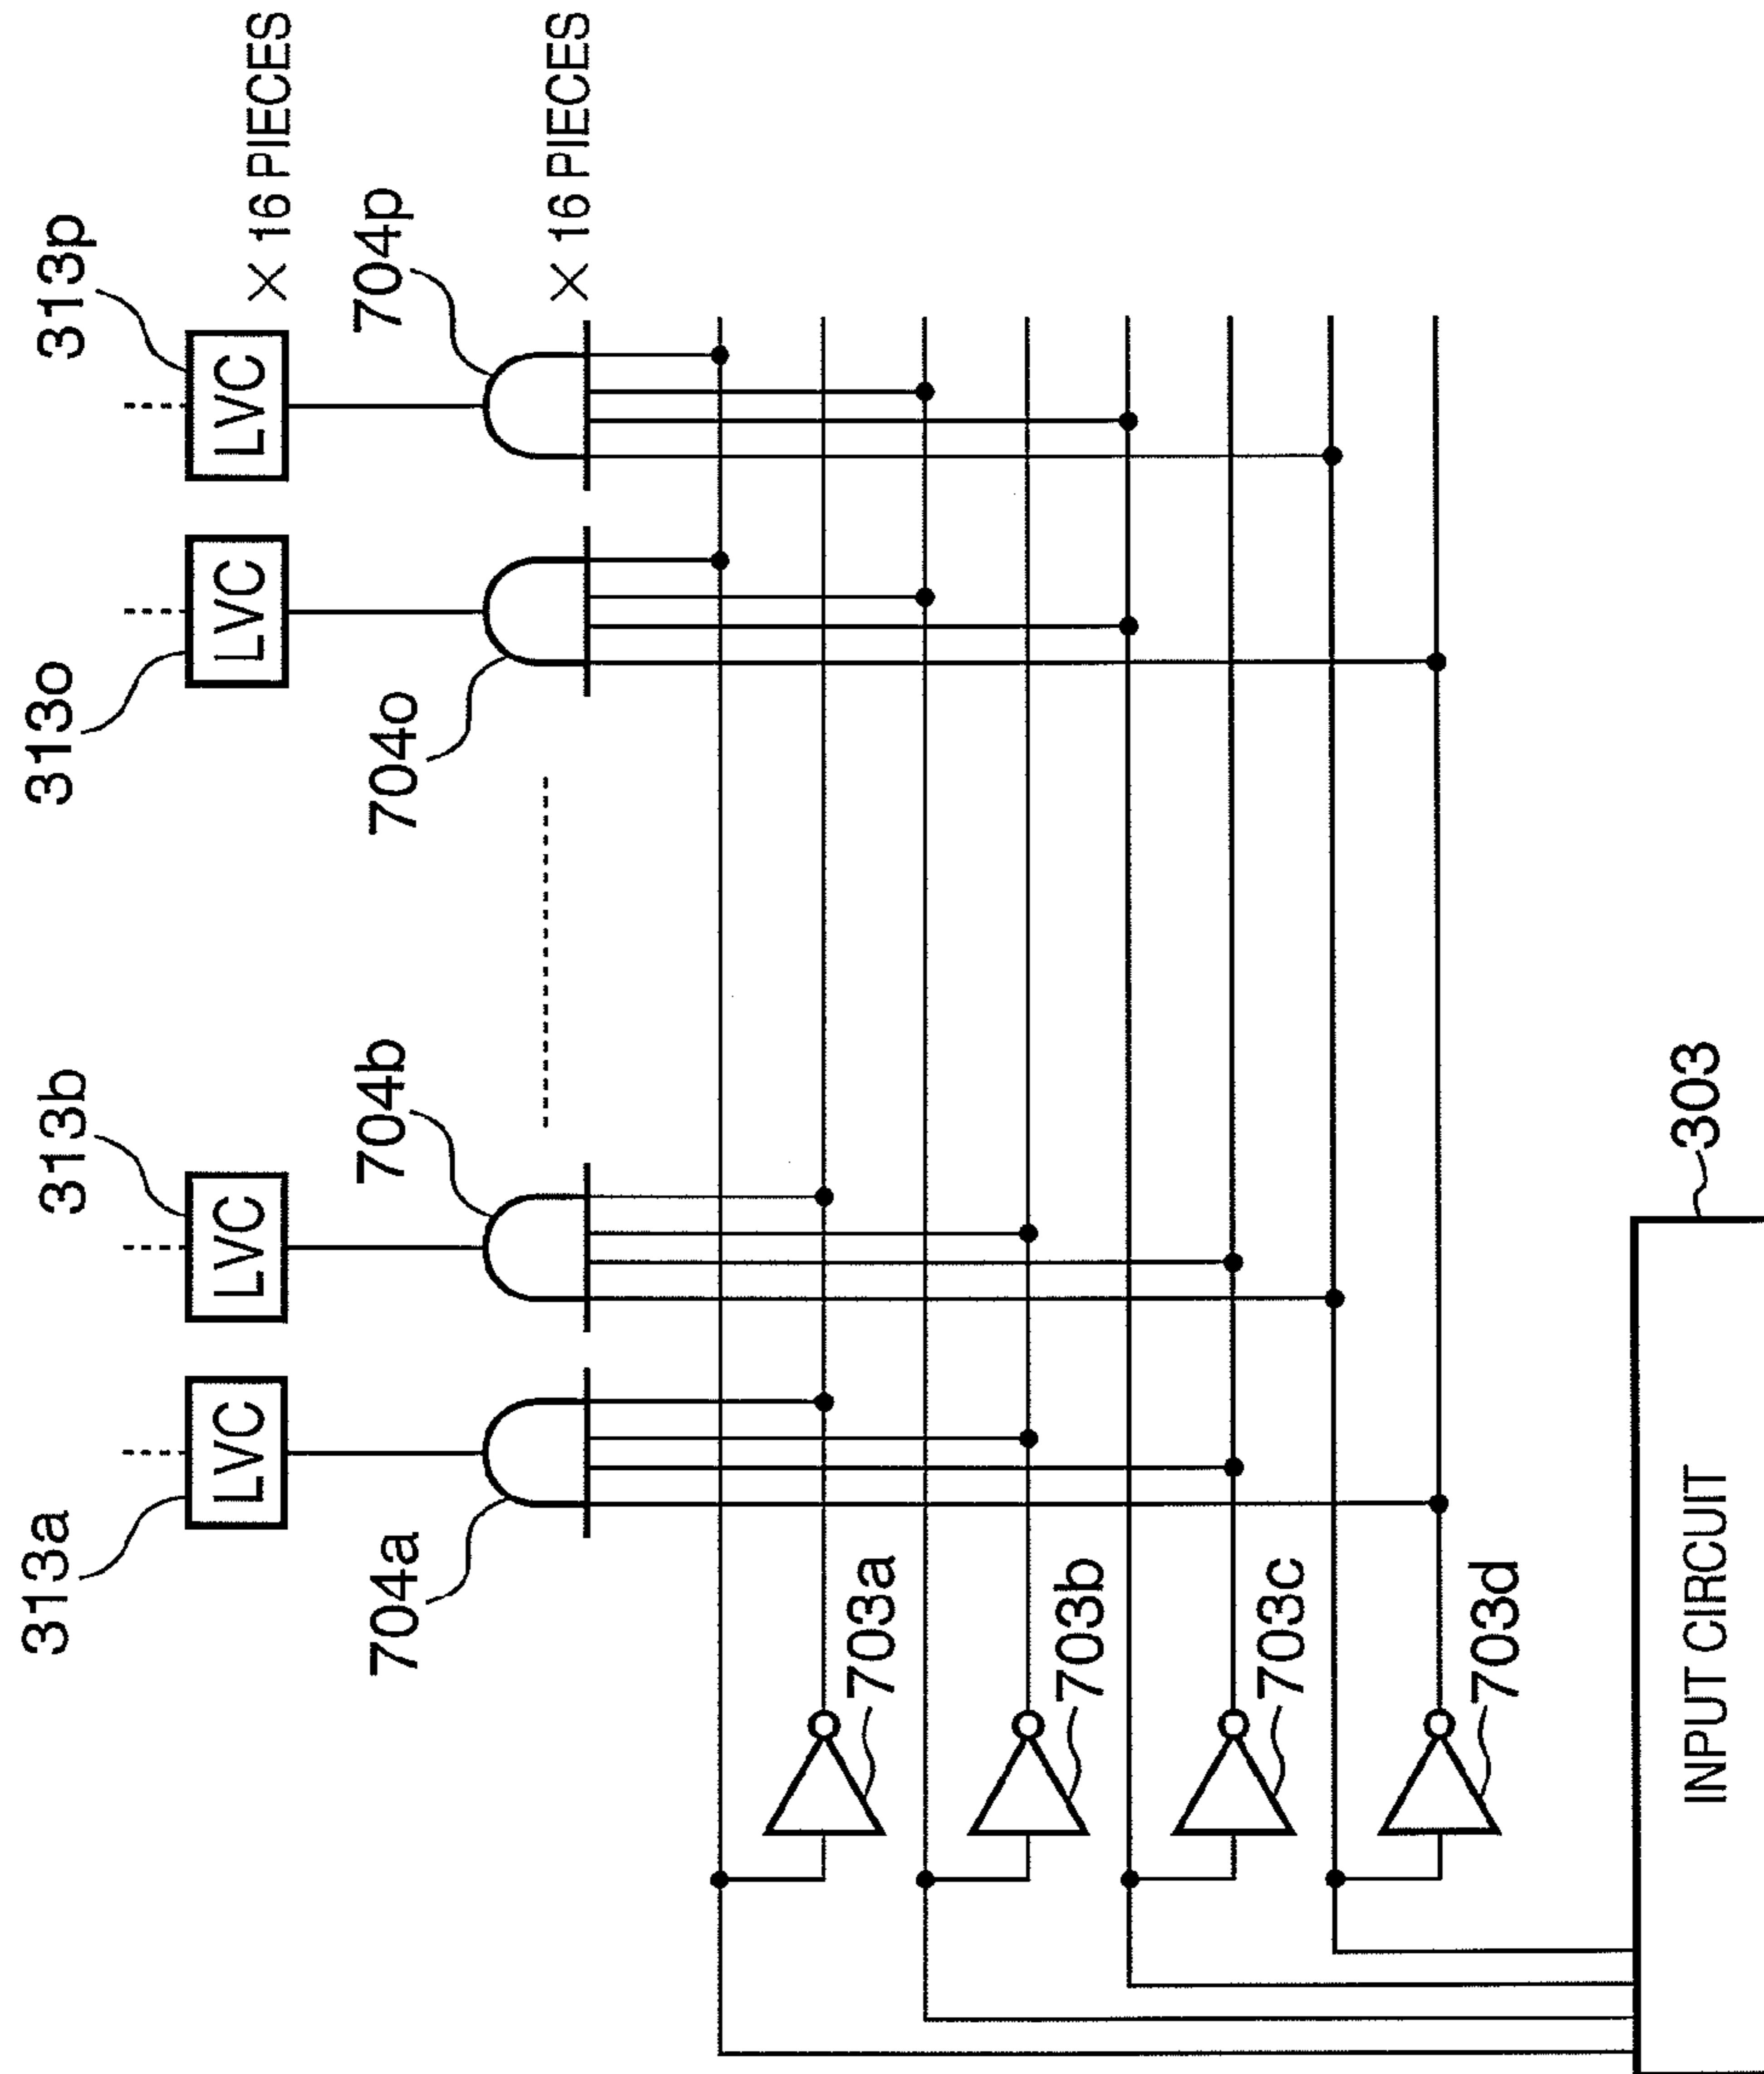 313a
313b
313o
313p
LVC
LVC
LVC
LVC
× 16 PIECES
704a
704b
704o
704p
× 16 PIECES
703a
703b
703c
703d
303
INPUT CIRCUIT